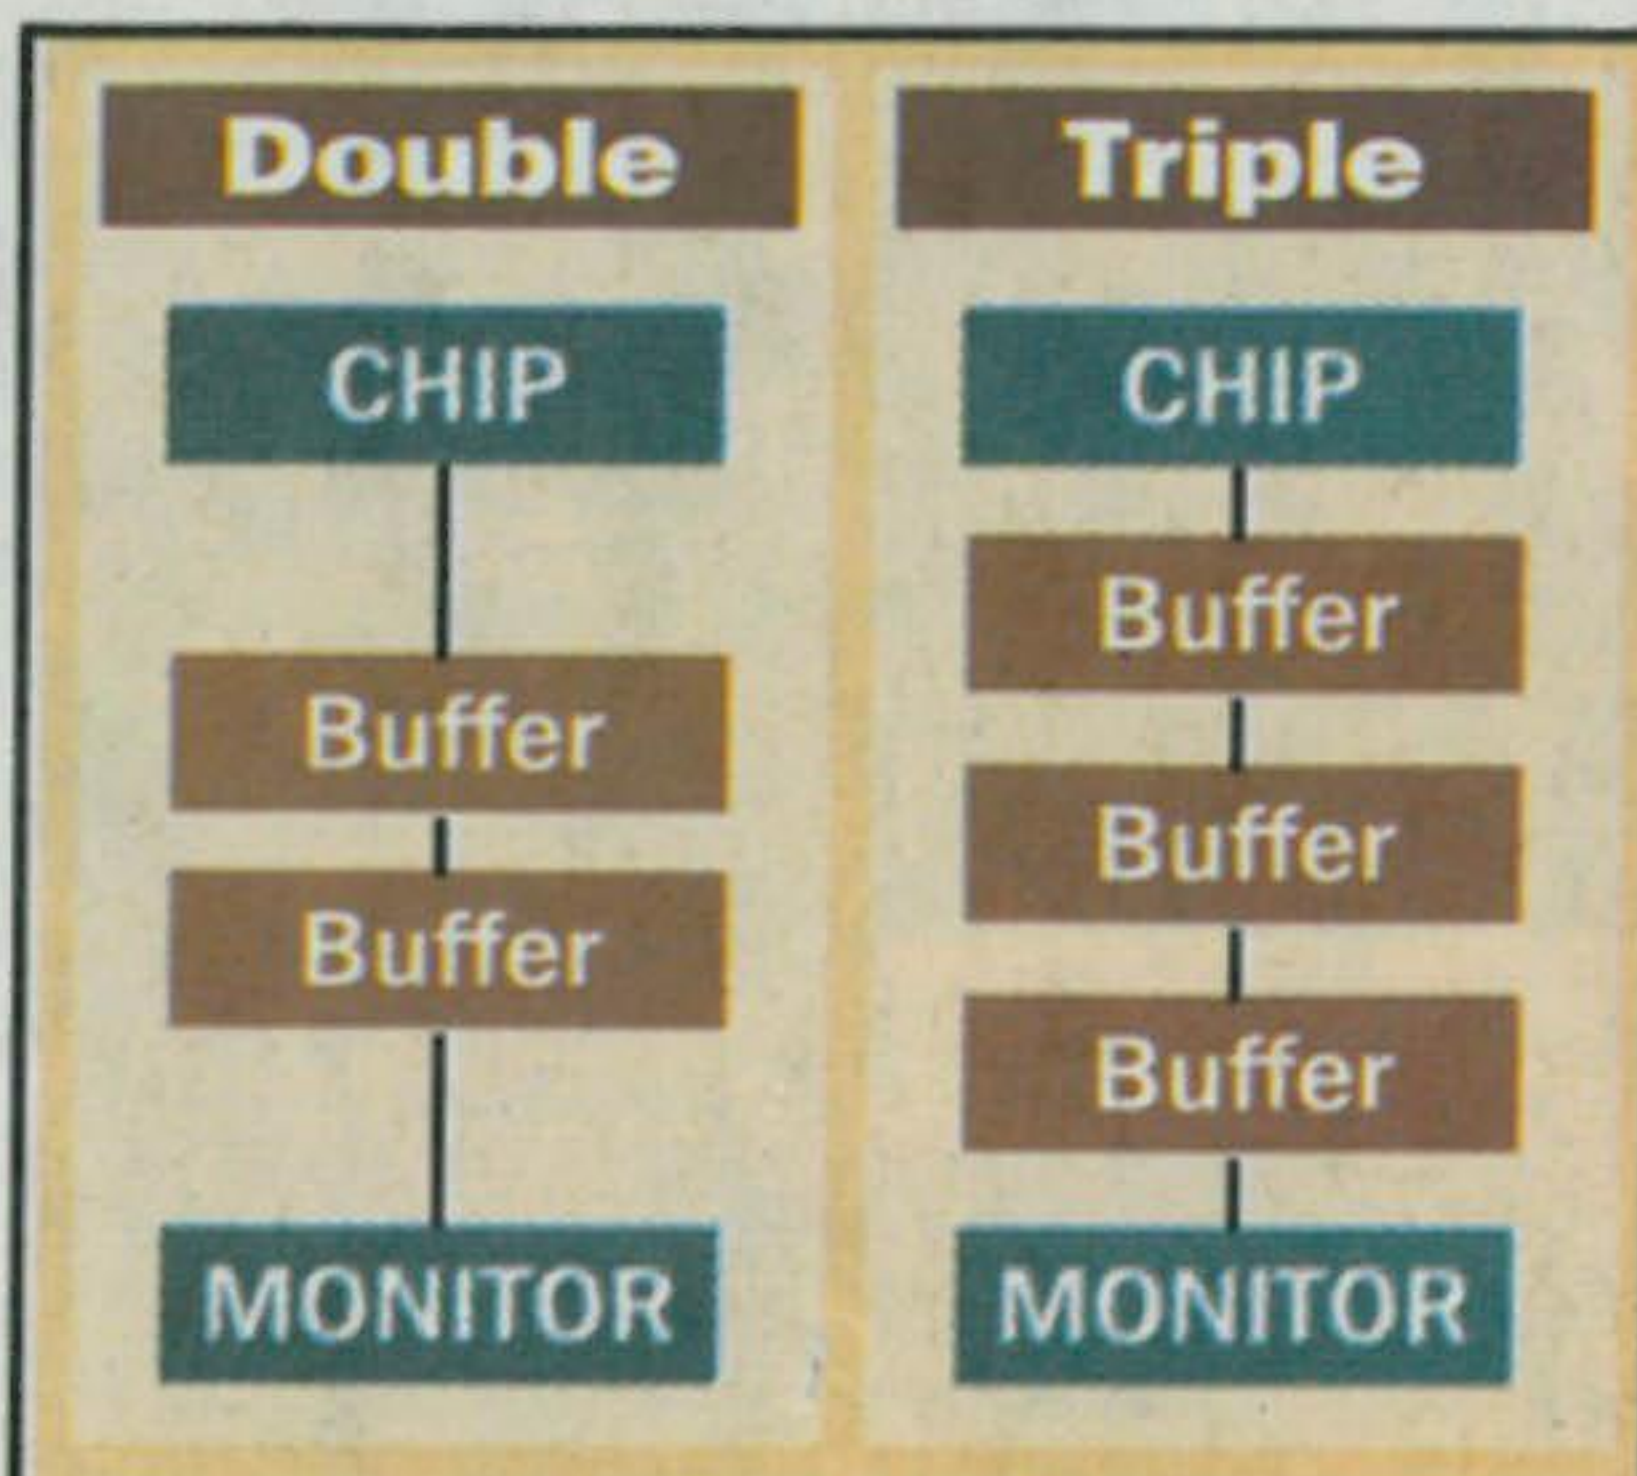 Double
CHIP
Buffer
Buffer
MONITOR
Triple
CHIP
Buffer
Buffer
Buffer
MONITOR